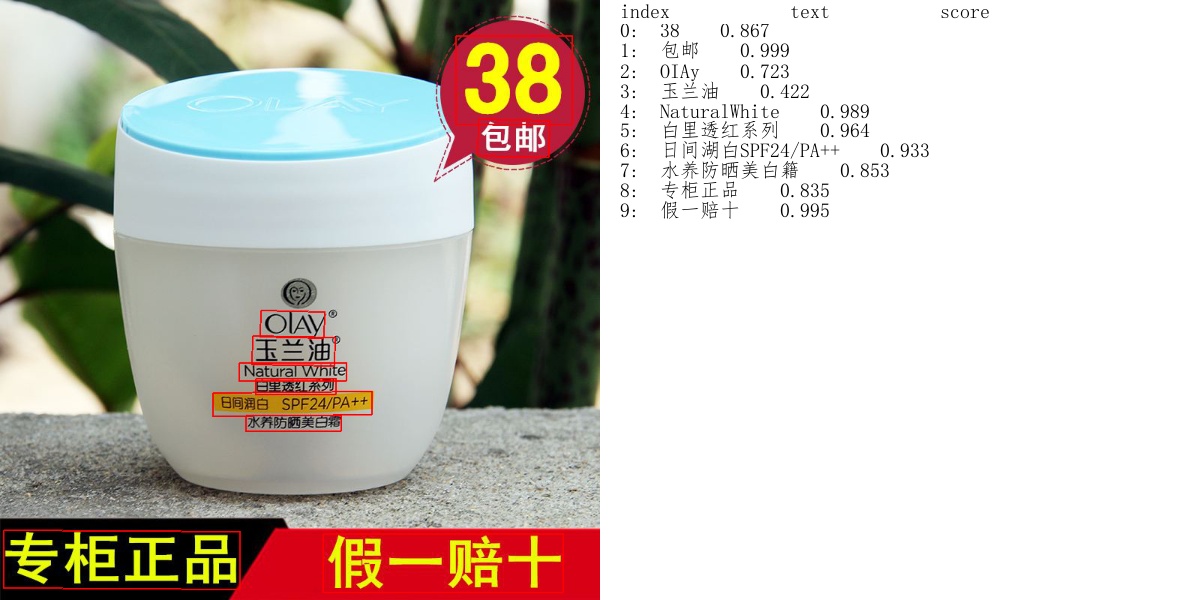 38
包邮
OLAY
OlAy®
玉兰油®
Natural White
白里透红系列
日间润白 SPF24/PA++
水养防晒美白霜
专柜正品
假一赔十
index text score
0: 38 0.867
1: 包邮 0.999
2: OIAy 0.723
3: 玉兰油 0.422
4: NaturalWhite 0.989
5: 白里透红系列 0.964
6: 日间湖白SPF24/PA++ 0.933
7: 水养防晒美白籍 0.853
8: 专柜正品 0.835
9: 假一赔十 0.995